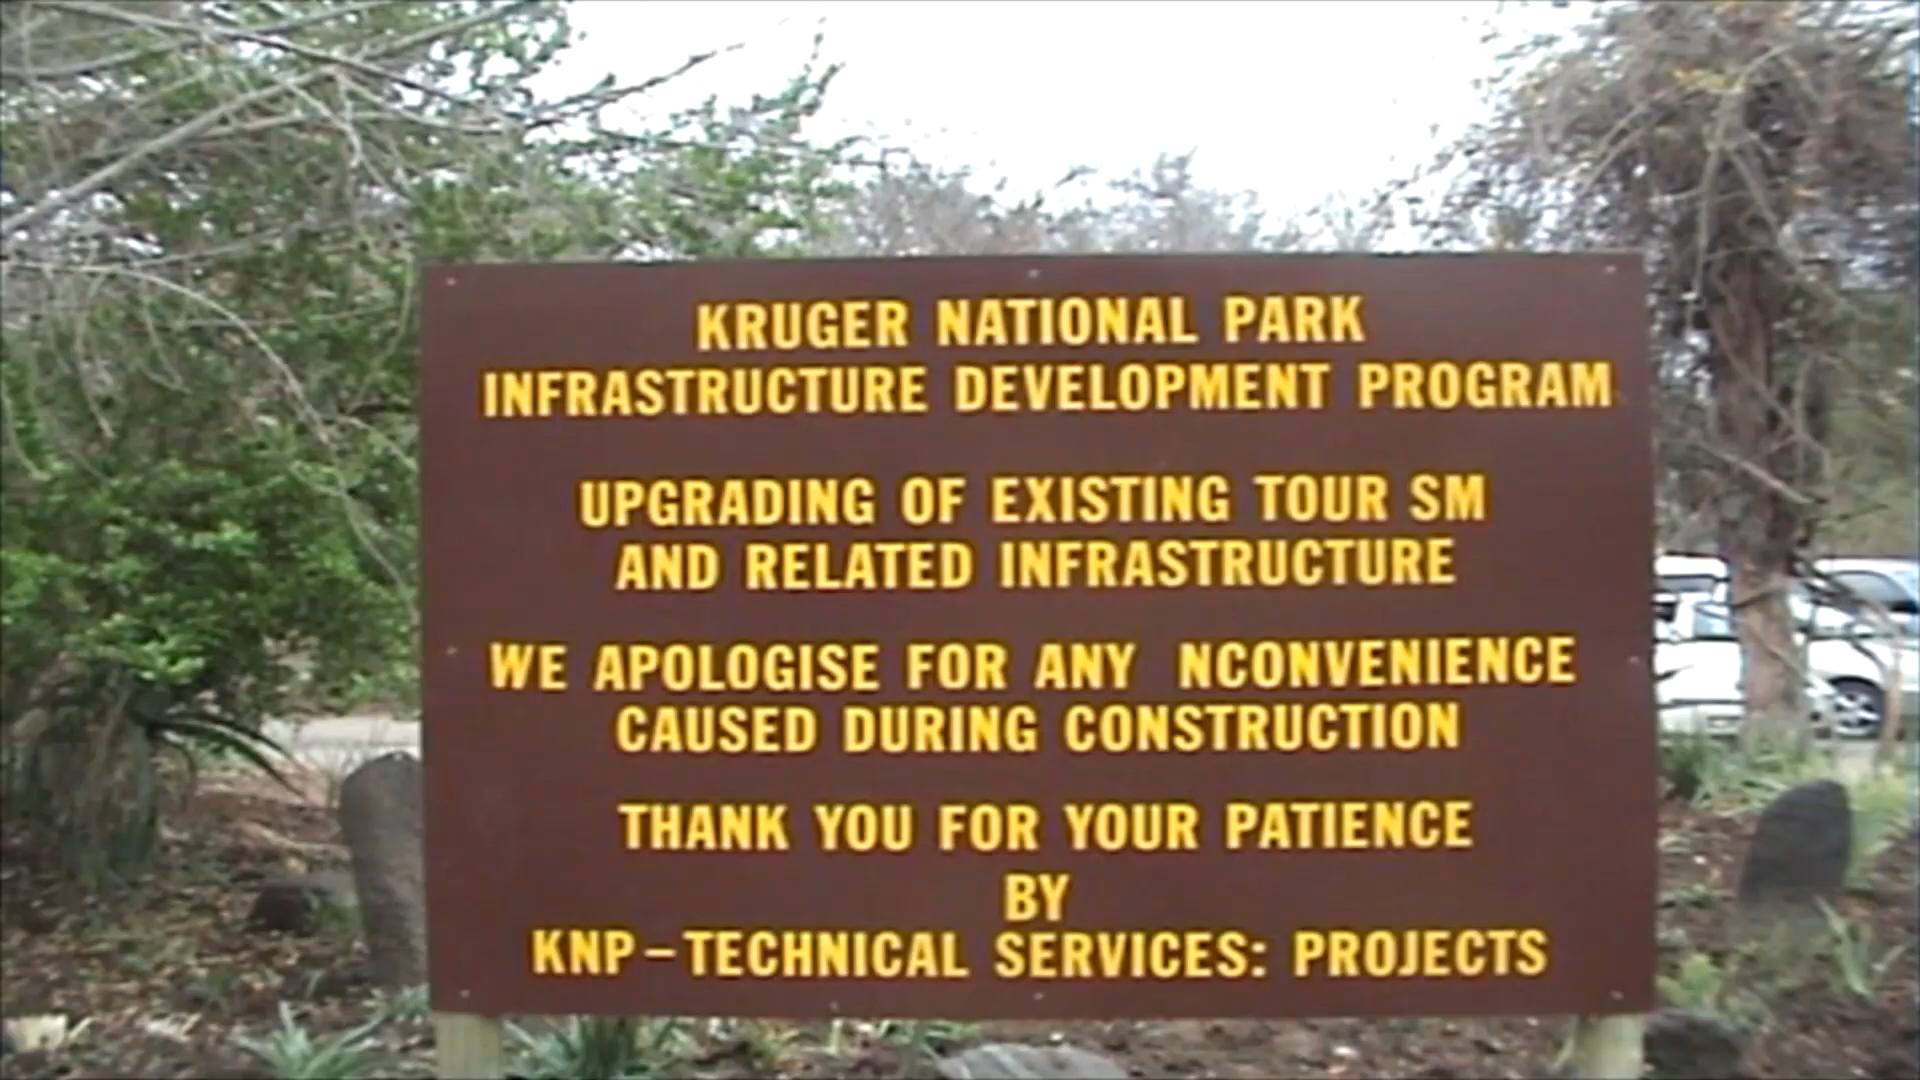 KRUGER NATIONAL PARK
INFRASTRUCTURE DEVELOPMENT PROGRAM
UPGRADING OF EXISTING TOUR SM
AND RELATED INFRASTRUCTURE
WE APOLOGISE FOR ANY NCONVENIENCE
CAUSED DURING CONSTRUCTION
THANK YOU FOR YOUR PATIENCE
BY
KNP-TECHNICAL SERVICES: PROJECTS